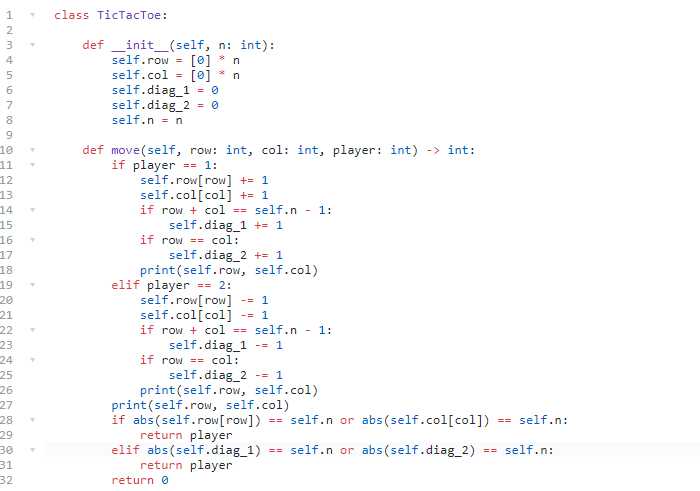 1 class TicTacToe:
2
3     def __init__(self, n: int):
4         self.row = [0] * n
5         self.col = [0] * n
6         self.diag_1 = 0
7         self.diag_2 = 0
8         self.n = n
9
10     def move(self, row: int, col: int, player: int) -> int:
11         if player == 1:
12             self.row[row] += 1
13             self.col[col] += 1
14             if row + col == self.n - 1:
15                 self.diag_1 += 1
16             if row == col:
17                 self.diag_2 += 1
18             print(self.row, self.col)
19         elif player == 2:
20             self.row[row] -= 1
21             self.col[col] -= 1
22             if row + col == self.n - 1:
23                 self.diag_1 -= 1
24             if row == col:
25                 self.diag_2 -= 1
26             print(self.row, self.col)
27         print(self.row, self.col)
28         if abs(self.row[row]) == self.n or abs(self.col[col]) == self.n:
29             return player
30         elif abs(self.diag_1) == self.n or abs(self.diag_2) == self.n:
31             return player
32         return 0